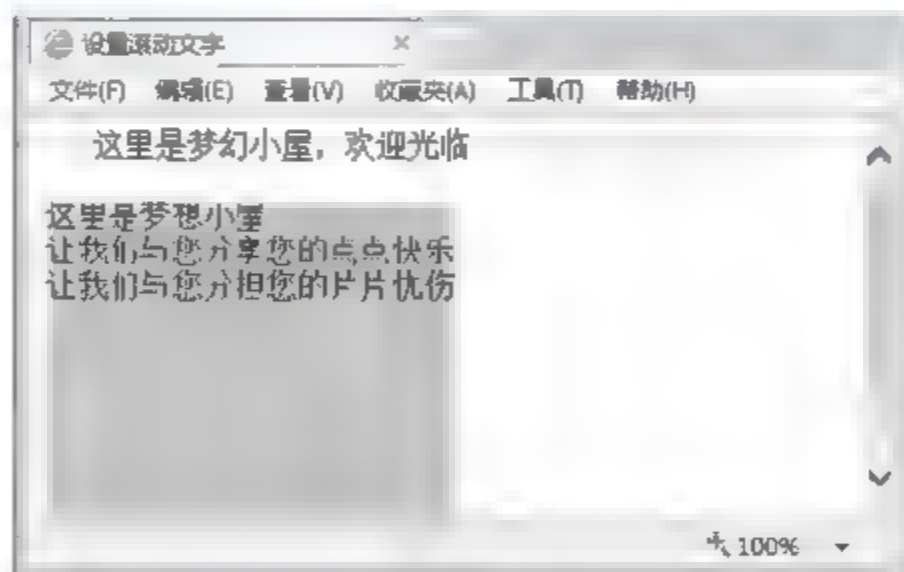 设置滚动文字 ×
文件(F) 编辑(E) 查看(V) 收藏夹(A) 工具(T) 帮助(H)
这里是梦幻小屋，欢迎光临
这里是梦想小屋
让我们与您分享您的点点快乐
让我们与您分担您的片片忧伤
100%